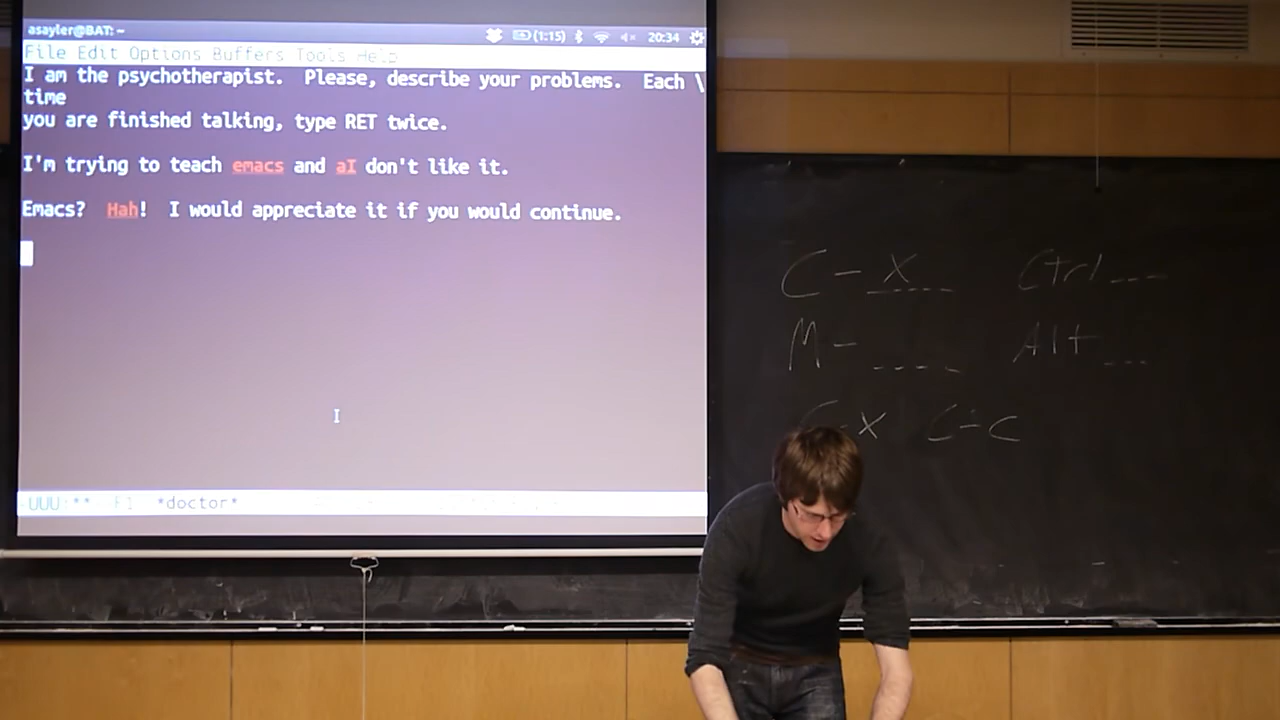 asayler@BAT: ~ (1:15) 20:34
File Edit Options Buffers Tools Help
I am the psychotherapist.  Please, describe your problems.  Each \
time
you are finished talking, type RET twice.
I'm trying to teach emacs and aI don't like it.
Emacs?  Hah!  I would appreciate it if you would continue.
-UUU:**  F1  *doctor*
C - x ---- Ctrl ---
M - ---- Alt ---
C-x C-c